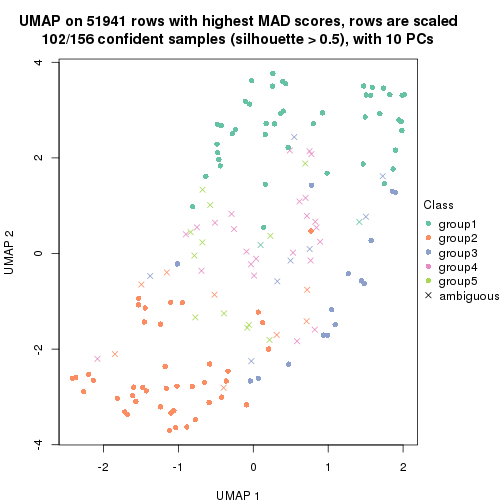 UMAP on 51941 rows with highest MAD scores, rows are scaled
102/156 confident samples (silhouette > 0.5), with 10 PCs
4
2
0
-2
-4
UMAP 2
-2
-1
0
1
2
UMAP 1
Class
group1
group2
group3
group4
group5
ambiguous